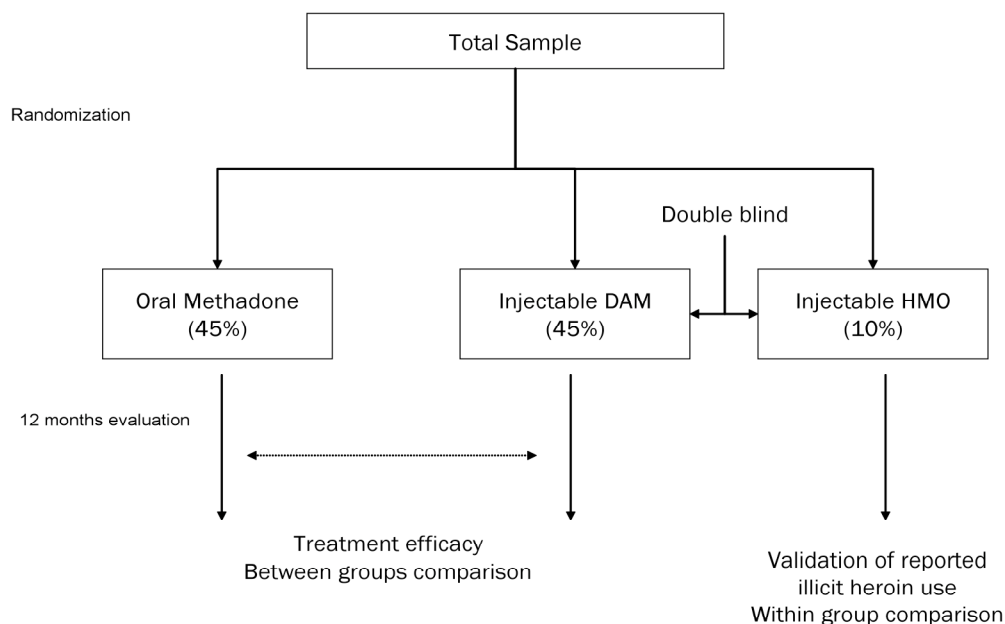 Total Sample
Randomization
Double blind
Oral Methadone
(45%)
Injectable DAM
(45%)
Injectable HMO
(10%)
12 months evaluation
Treatment efficacy
Between groups comparison
Validation of reported
illicit heroin use
Within group comparison